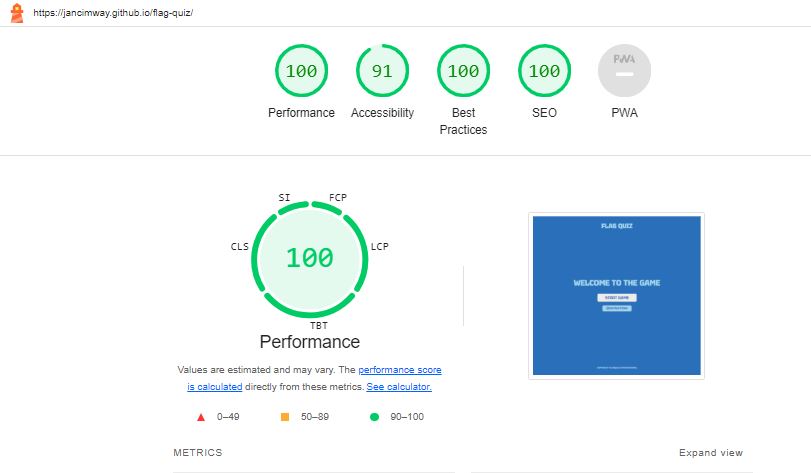 https://jancimway.github.io/flag-quiz/
100 91 100 100 PWA
Performance Accessibility Best Practices SEO PWA
SI FCP
CLS LCP
100
TBT
Performance
Values are estimated and may vary. The performance score
is calculated directly from these metrics. See calculator.
0–49 50–89 90–100
FLAG QUIZ
WELCOME TO THE GAME
START GAME
METRICS Expand view